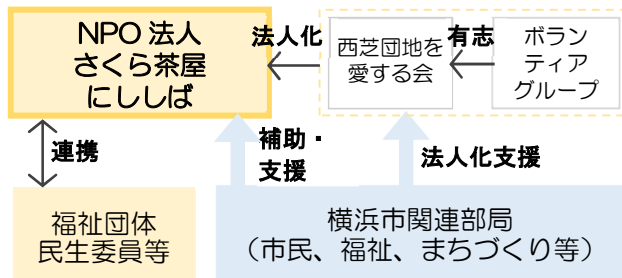 NPO 法人
さくら茶屋
にししば
法人化
西芝団地を
愛する会
有志
ボラン
ティア
グループ
連携
補助・
支援
法人化支援
福祉団体
民生委員等
横浜市関連部局
（市民、福祉、まちづくり等）